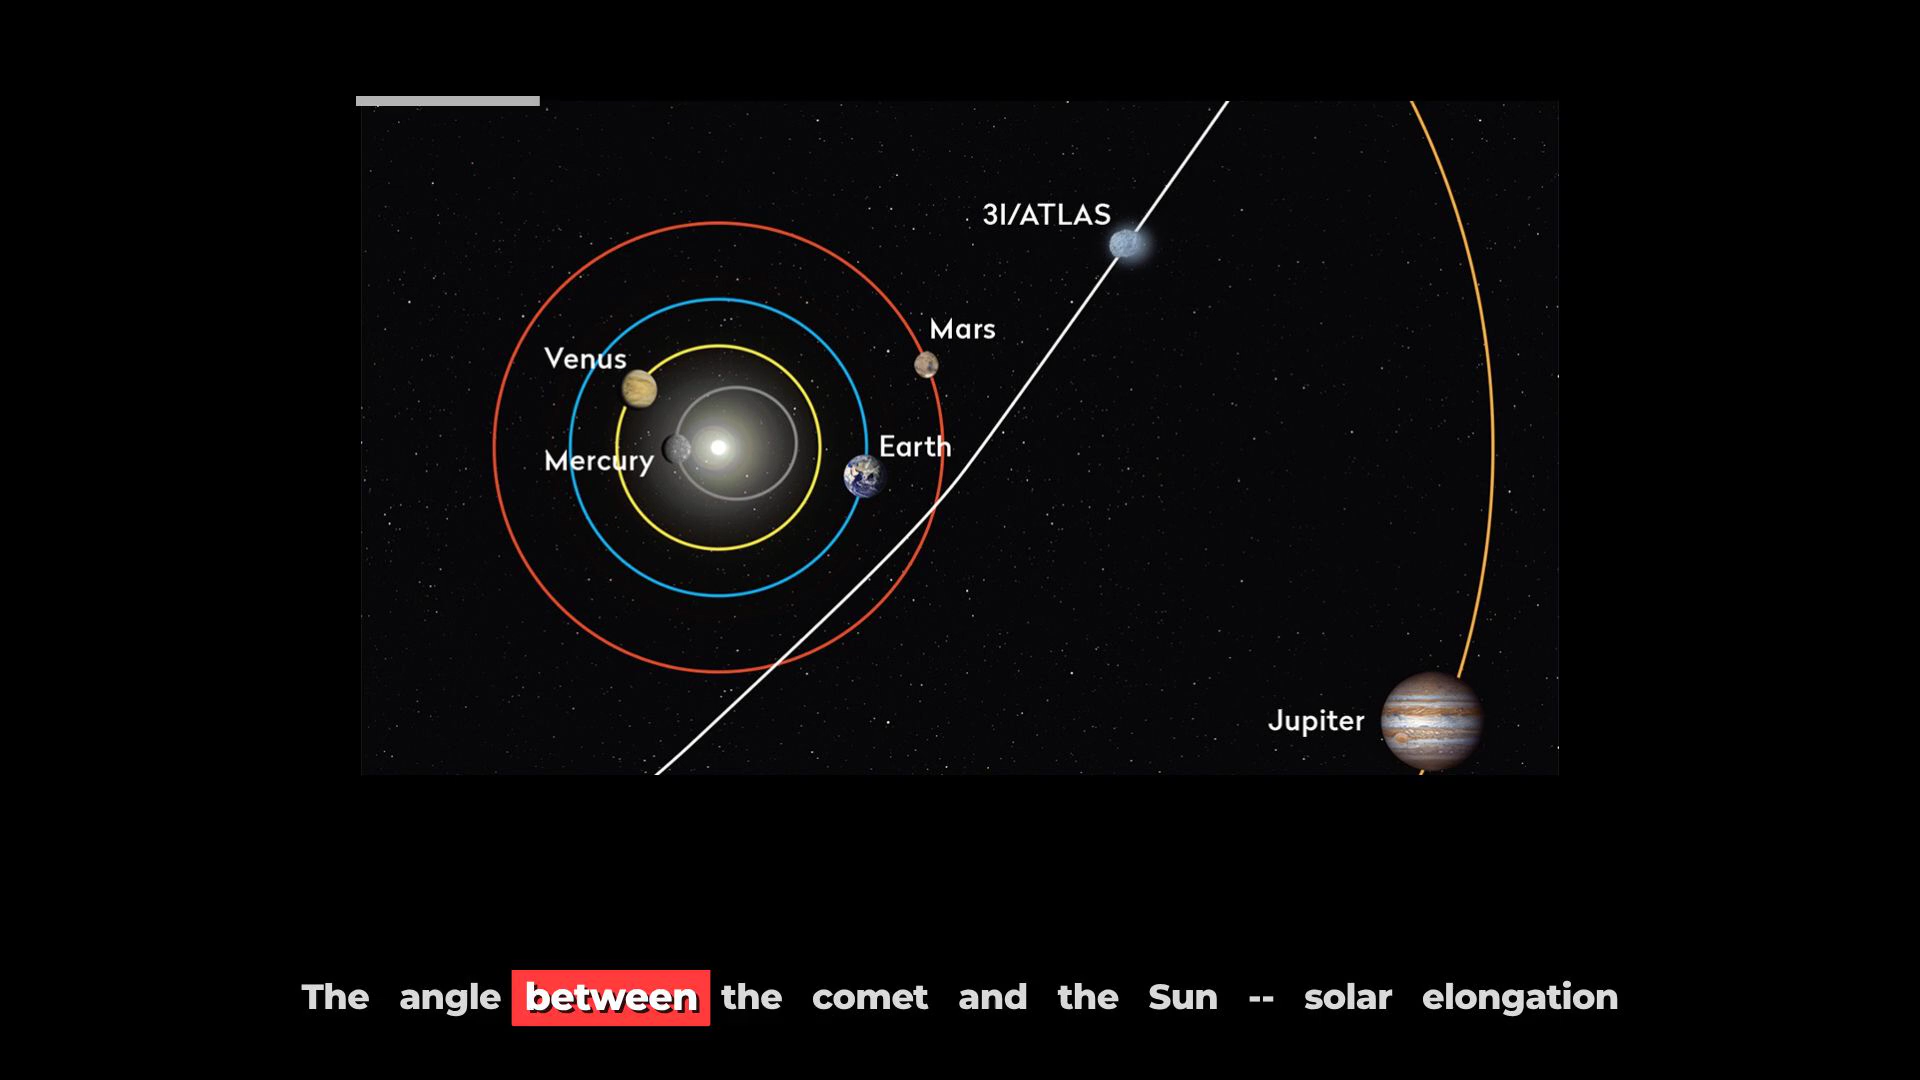 3I/ATLAS
Mars
Venus
Earth
Mercury
Jupiter
The angle between the comet and the Sun -- solar elongation